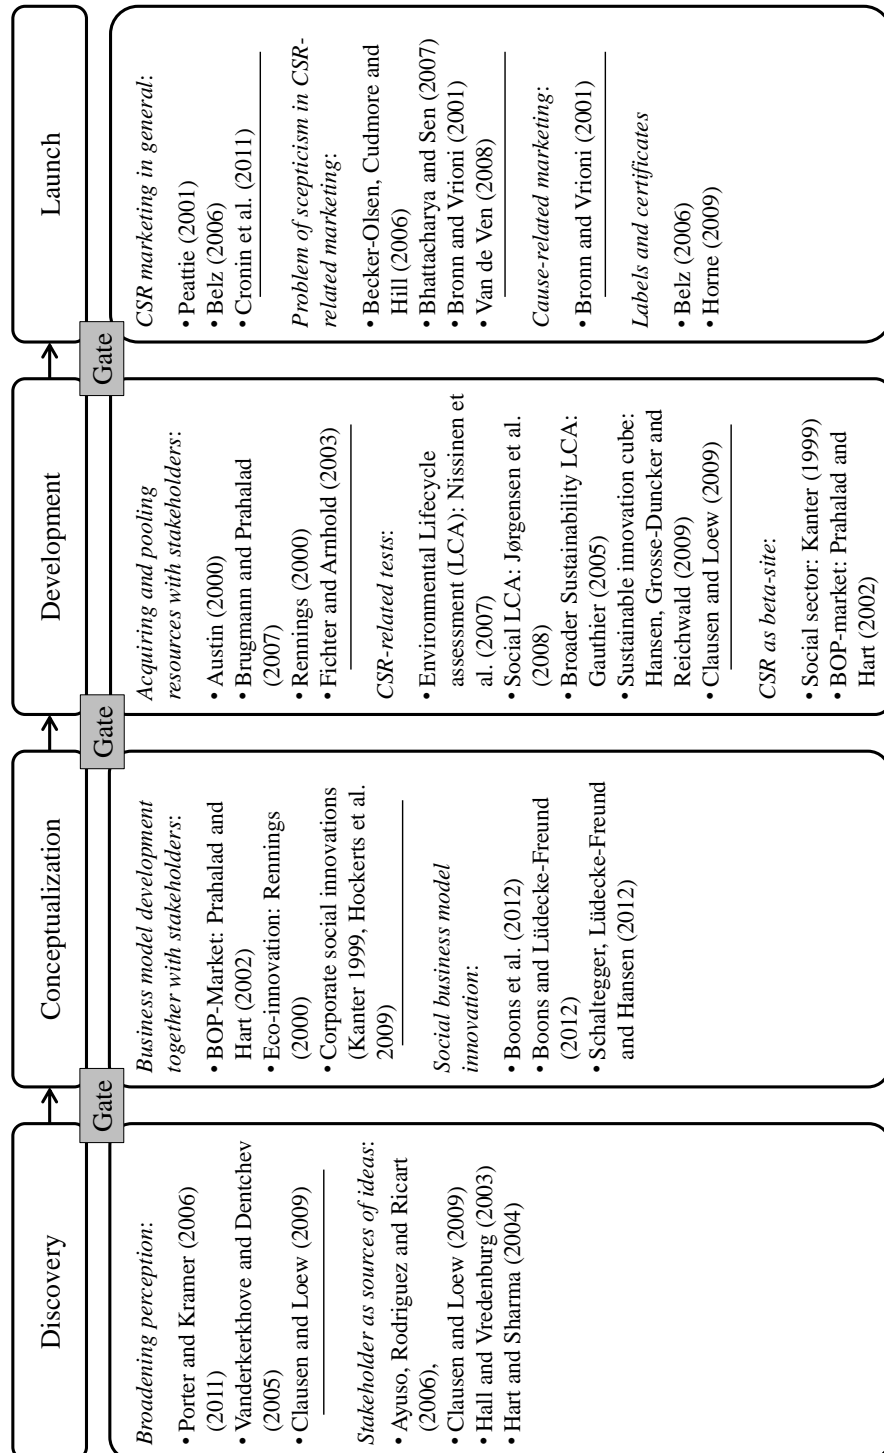 Discovery
Broadening perception:
• Porter and Kramer (2006)
(2011)
• Vanderkerkhove and Dentchev
(2005)
• Clausen and Loew (2009)
Stakeholder as sources of ideas:
• Ayuso, Rodriguez and Ricart
(2006),
• Clausen and Loew (2009)
• Hall and Vredenburg (2003)
• Hart and Sharma (2004)
Gate
Conceptualization
Business model development
together with stakeholders:
• BOP-Market: Prahalad and
Hart (2002)
• Eco-innovation: Rennings
(2000)
• Corporate social innovations
(Kanter 1999, Hockerts et al.
2009)
Social business model
innovation:
• Boons et al. (2012)
• Boons and Lüdecke-Freund
(2012)
• Schaltegger, Lüdecke-Freund
and Hansen (2012)
Gate
Development
Acquiring and pooling
resources with stakeholders:
• Austin (2000)
• Brugmann and Prahalad
(2007)
• Rennings (2000)
• Fichter and Arnhold (2003)
CSR-related tests:
• Environmental Lifecycle
assessment (LCA): Nissinen et
al. (2007)
• Social LCA: Jørgensen et al.
(2008)
• Broader Sustainability LCA:
Gauthier (2005)
• Sustainable innovation cube:
Hansen, Grosse-Duncker and
Reichwald (2009)
• Clausen and Loew (2009)
CSR as beta-site:
• Social sector: Kanter (1999)
• BOP-market: Prahalad and
Hart (2002)
Gate
Launch
CSR marketing in general:
• Peattie (2001)
• Belz (2006)
• Cronin et al. (2011)
Problem of scepticism in CSR-
related marketing:
• Becker-Olsen, Cudmore and
Hill (2006)
• Bhattacharya and Sen (2007)
• Bronn and Vrioni (2001)
• Van de Ven (2008)
Cause-related marketing:
• Bronn and Vrioni (2001)
Labels and certificates
• Belz (2006)
• Horne (2009)